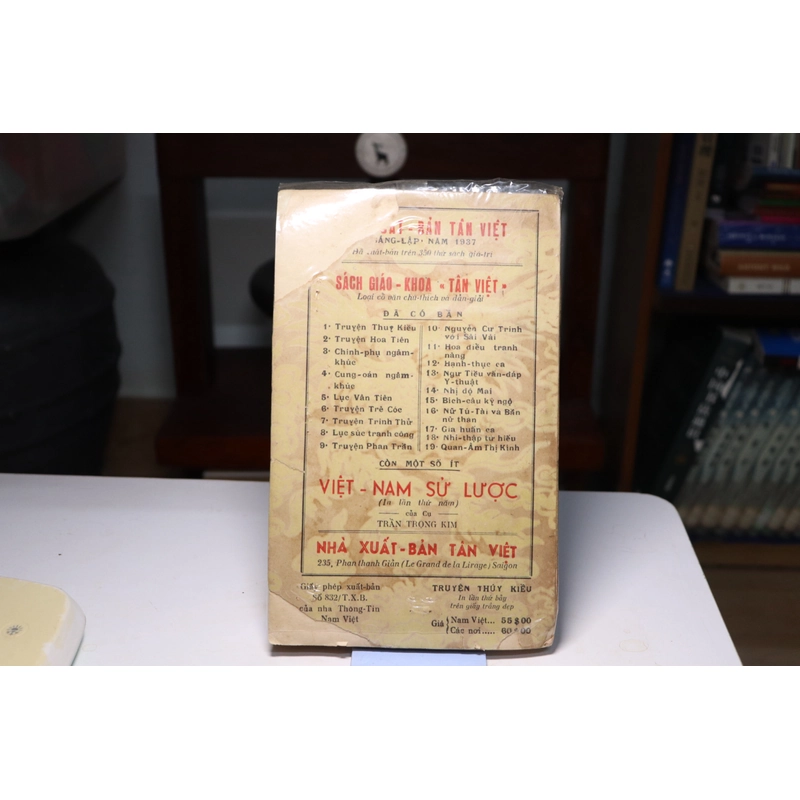 - BẢN TÂN VIỆT
NĂM 1937
xuất-bản trên 350 thứ sách giá-trị
SÁCH GIÁO - KHOA « TÂN VIỆT »
Loại cổ văn chú-thích và dẫn-giải
ĐÃ CÓ BÁN
1- Truyện Thuý Kiều
2- Truyện Hoa Tiên
3- Chinh-phụ ngâm-
khúc
4- Cung-oán ngâm-
khúc
5- Lục Vân Tiên
6- Truyện Trê Cóc
7- Truyện Trinh Thử
8- Lục súc tranh công
9- Truyện Phan Trần
10- Nguyễn Cư Trinh
với Sãi Vãi
11- Hoa điểu tranh
năng
12- Hạnh-thục ca
13- Ngư Tiều vấn-đáp
Y-thuật
14- Nhị độ Mai
15- Bích-câu kỳ ngộ
16- Nữ Tú-Tài và Bần
nữ thán
17- Gia huấn ca
18- Nhị-thập tứ hiếu
19- Quan-Âm Thị Kính
CÒN MỘT SỐ ÍT
VIỆT - NAM SỬ LƯỢC
(In lần thứ năm)
của Cụ
TRẦN TRỌNG KIM
NHÀ XUẤT-BẢN TÂN VIỆT
235, Phan thanh Giản (Le Grand de la Liraye) Saigon
Giấy phép xuất-bản
Số 832/T.X.B.
của nha Thông-Tin
Nam Việt
TRUYỆN THÚY KIỀU
In lần thứ bảy
trên giấy trắng đẹp
Giá
Nam Việt... 55$00
Các nơi..... 60$00